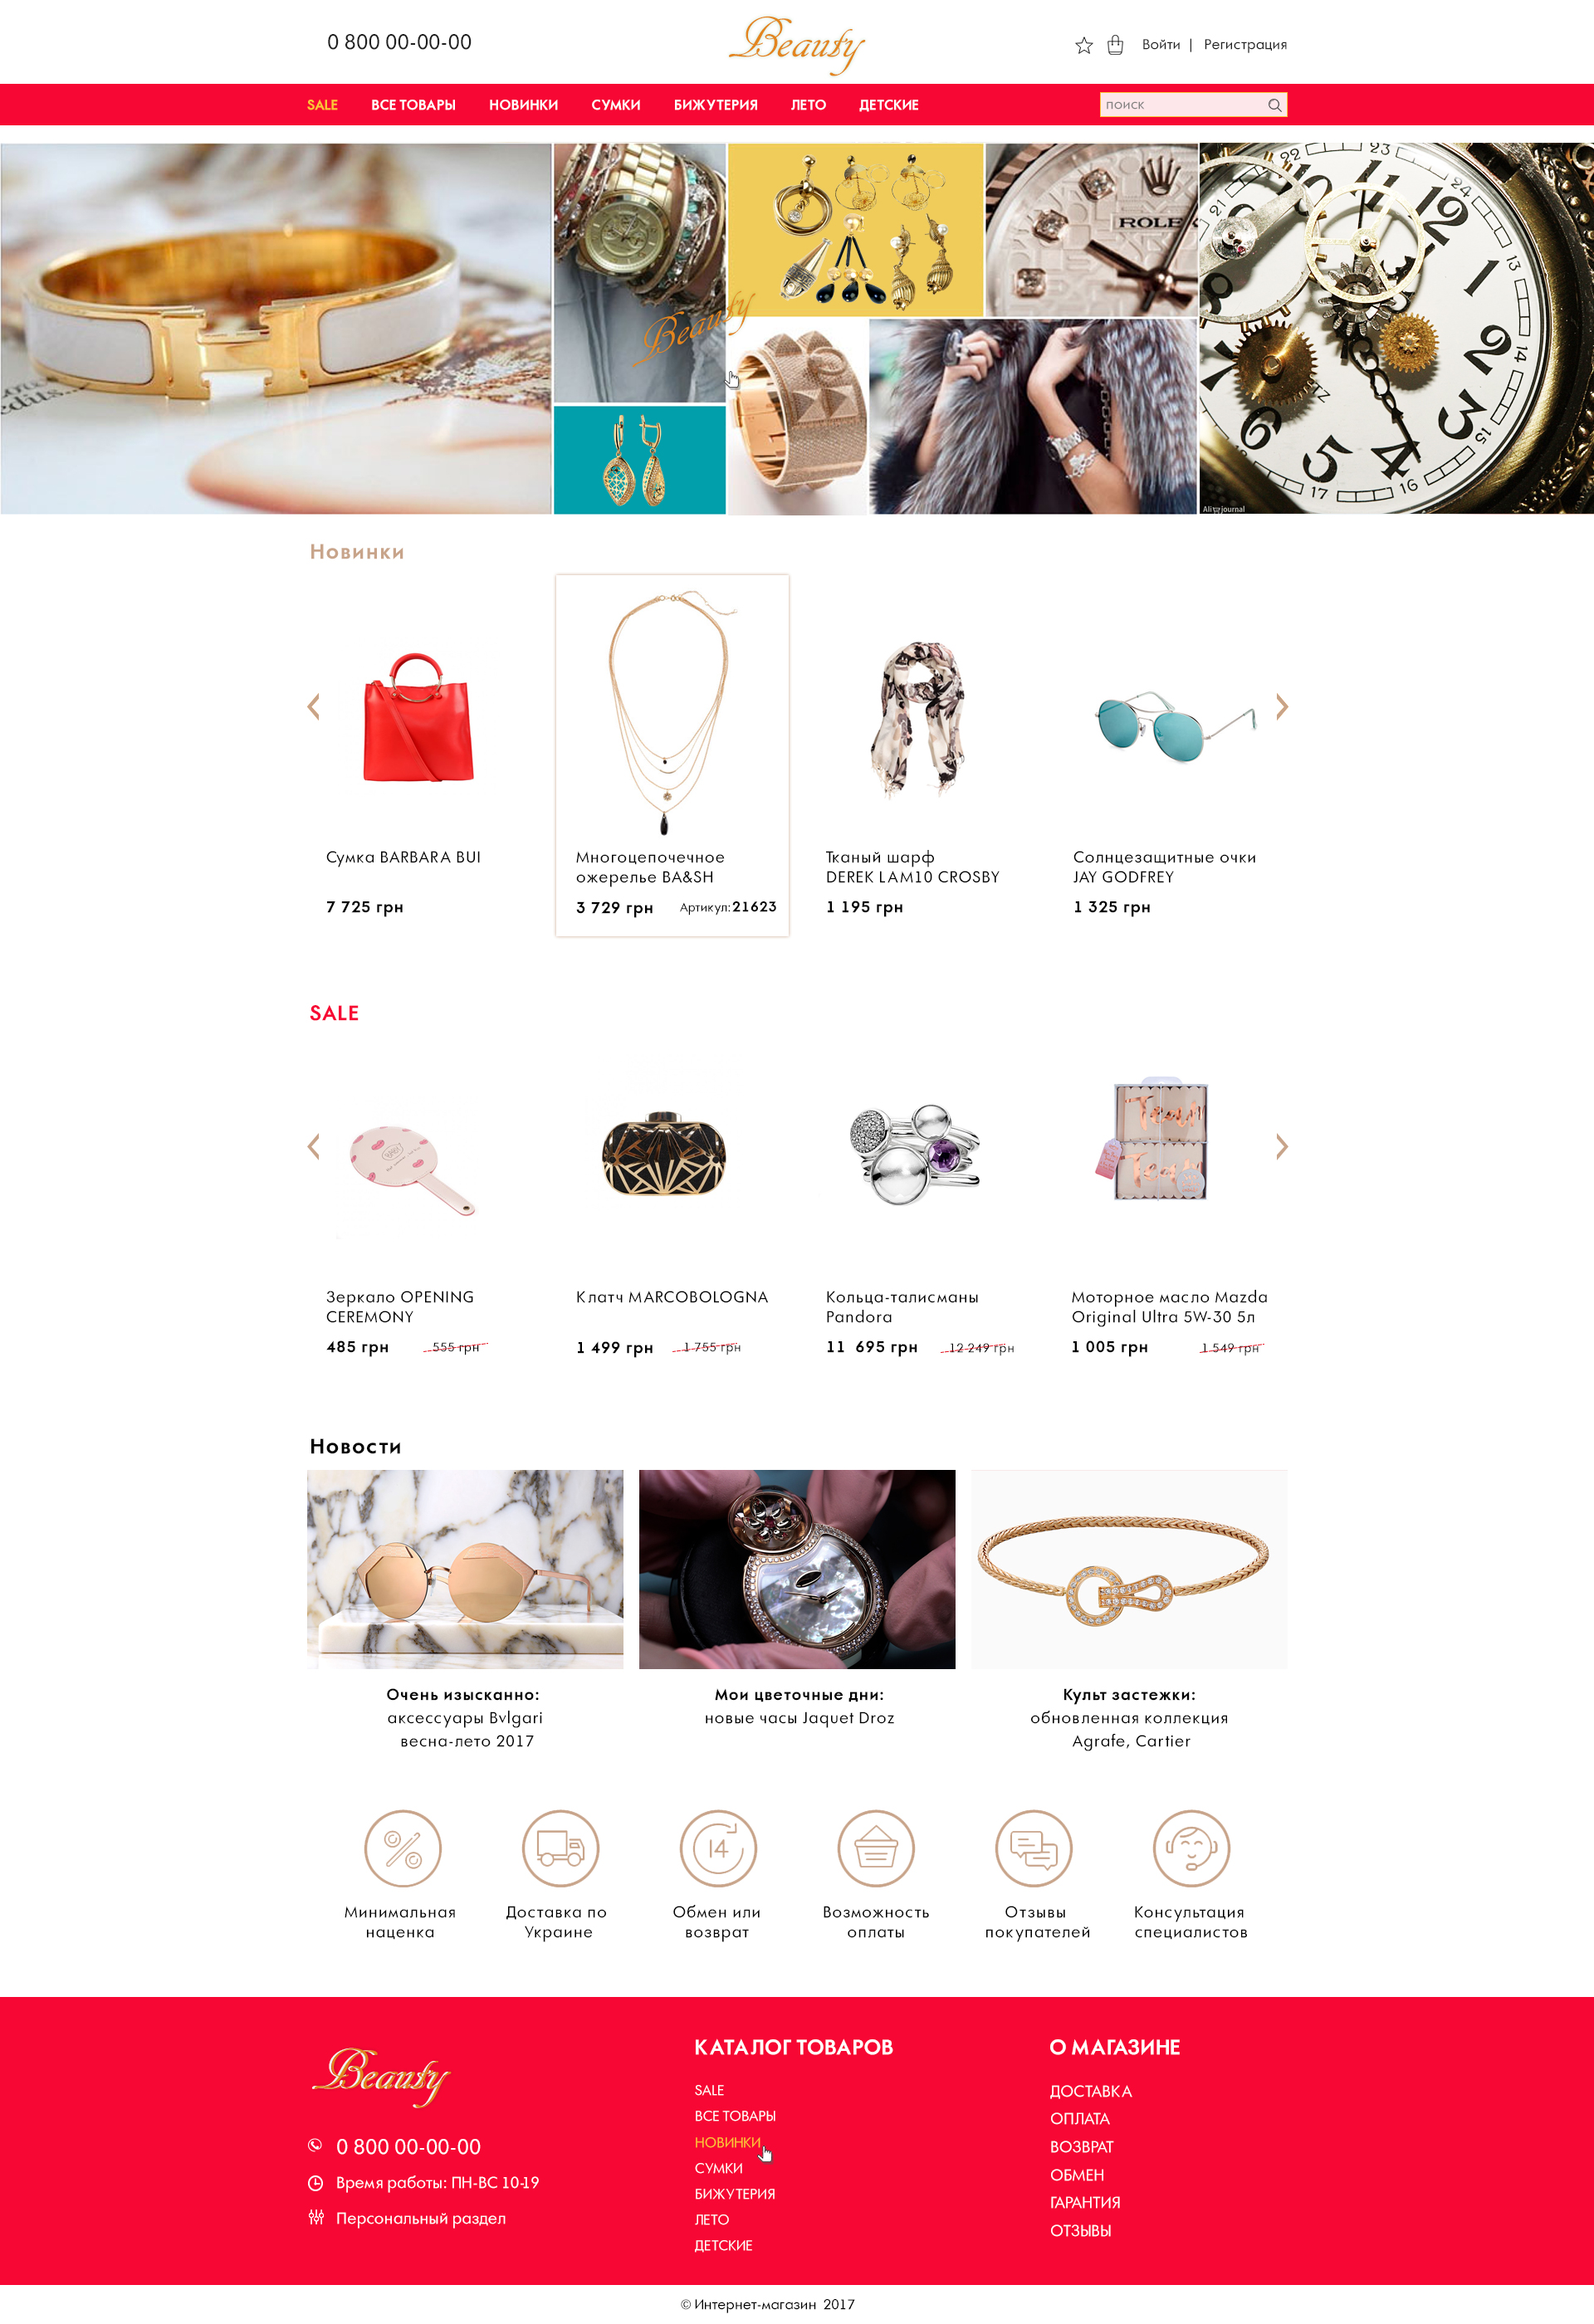 0 800 00-00-00
Beauty
Войти | Регистрация
SALE ВСЕ ТОВАРЫ НОВИНКИ СУМКИ БИЖУТЕРИЯ ЛЕТО ДЕТСКИЕ
поиск
ROLE
Beauty
Новинки
Сумка BARBARA BUI
7 725 грн
Многоцепочечное
ожерелье BA&SH
3 729 грн Артикул:21623
Тканый шарф
DEREK LAM10 CROSBY
1 195 грн
Солнцезащитные очки
JAY GODFREY
1 325 грн
SALE
Зеркало OPENING
CEREMONY
485 грн 555 грн
Клатч MARCOBOLOGNA
1 499 грн 1 755 грн
Кольца-талисманы
Pandora
11 695 грн 12 249 грн
Моторное масло Mazda
Original Ultra 5W-30 5л
1 005 грн 1 549 грн
Новости
Очень изысканно:
аксессуары Bvlgari
весна-лето 2017
Мои цветочные дни:
новые часы Jaquet Droz
Культ застежки:
обновленная коллекция
Agrafe, Cartier
14
Минимальная
наценка
Доставка по
Украине
Обмен или
возврат
Возможность
оплаты
Отзывы
покупателей
Консультация
специалистов
Beauty
0 800 00-00-00
Время работы: ПН-ВС 10-19
Персональный раздел
КАТАЛОГ ТОВАРОВ
SALE
ВСЕ ТОВАРЫ
НОВИНКИ
СУМКИ
БИЖУТЕРИЯ
ЛЕТО
ДЕТСКИЕ
О МАГАЗИНЕ
ДОСТАВКА
ОПЛАТА
ВОЗВРАТ
ОБМЕН
ГАРАНТИЯ
ОТЗЫВЫ
© Интернет-магазин 2017